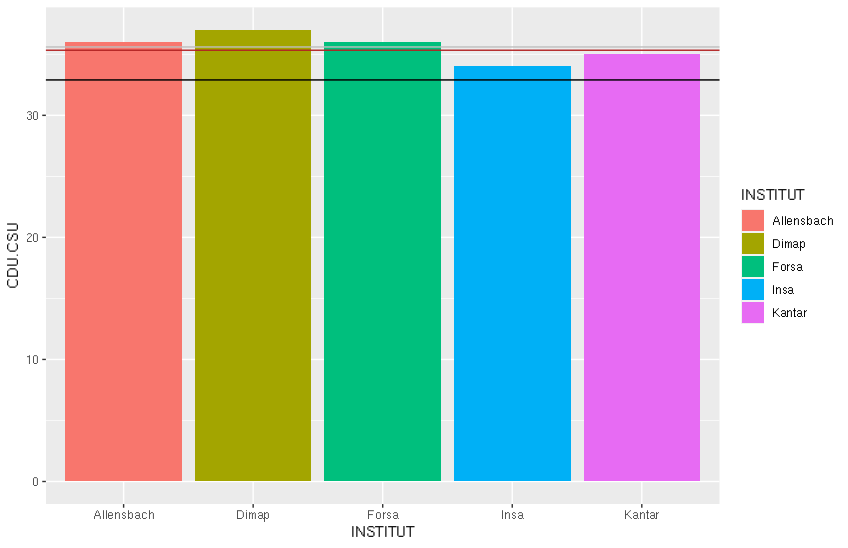 CDU.CSU
30
20
10
0
Allensbach Dimap Forsa Insa Kantar
INSTITUT
INSTITUT
Allensbach
Dimap
Forsa
Insa
Kantar